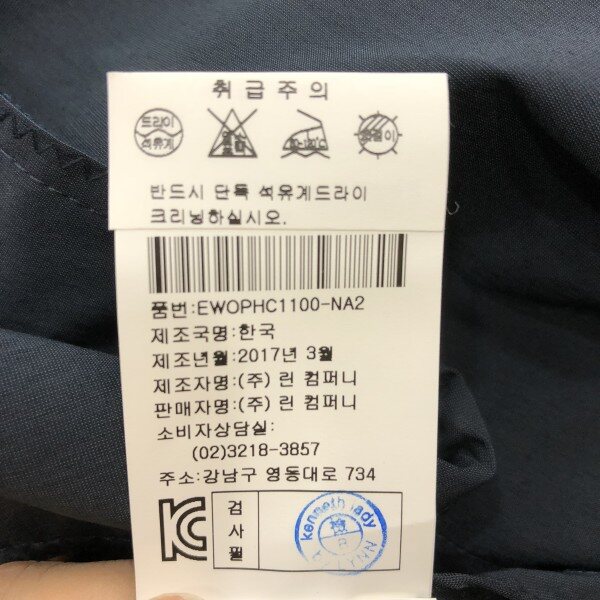 취급주의
드라이
석유계
옷걸이
반드시 단독 석유계드라이
크리닝하십시오.
품번:EWOPHC1100-NA2
제조국명:한국
제조년월:2017년 3월
제조자명:(주) 린 컴퍼니
판매자명:(주) 린 컴퍼니
소비자상담실:
(02)3218-3857
주소:강남구 영동대로 734
검
사
필
kenneth lady